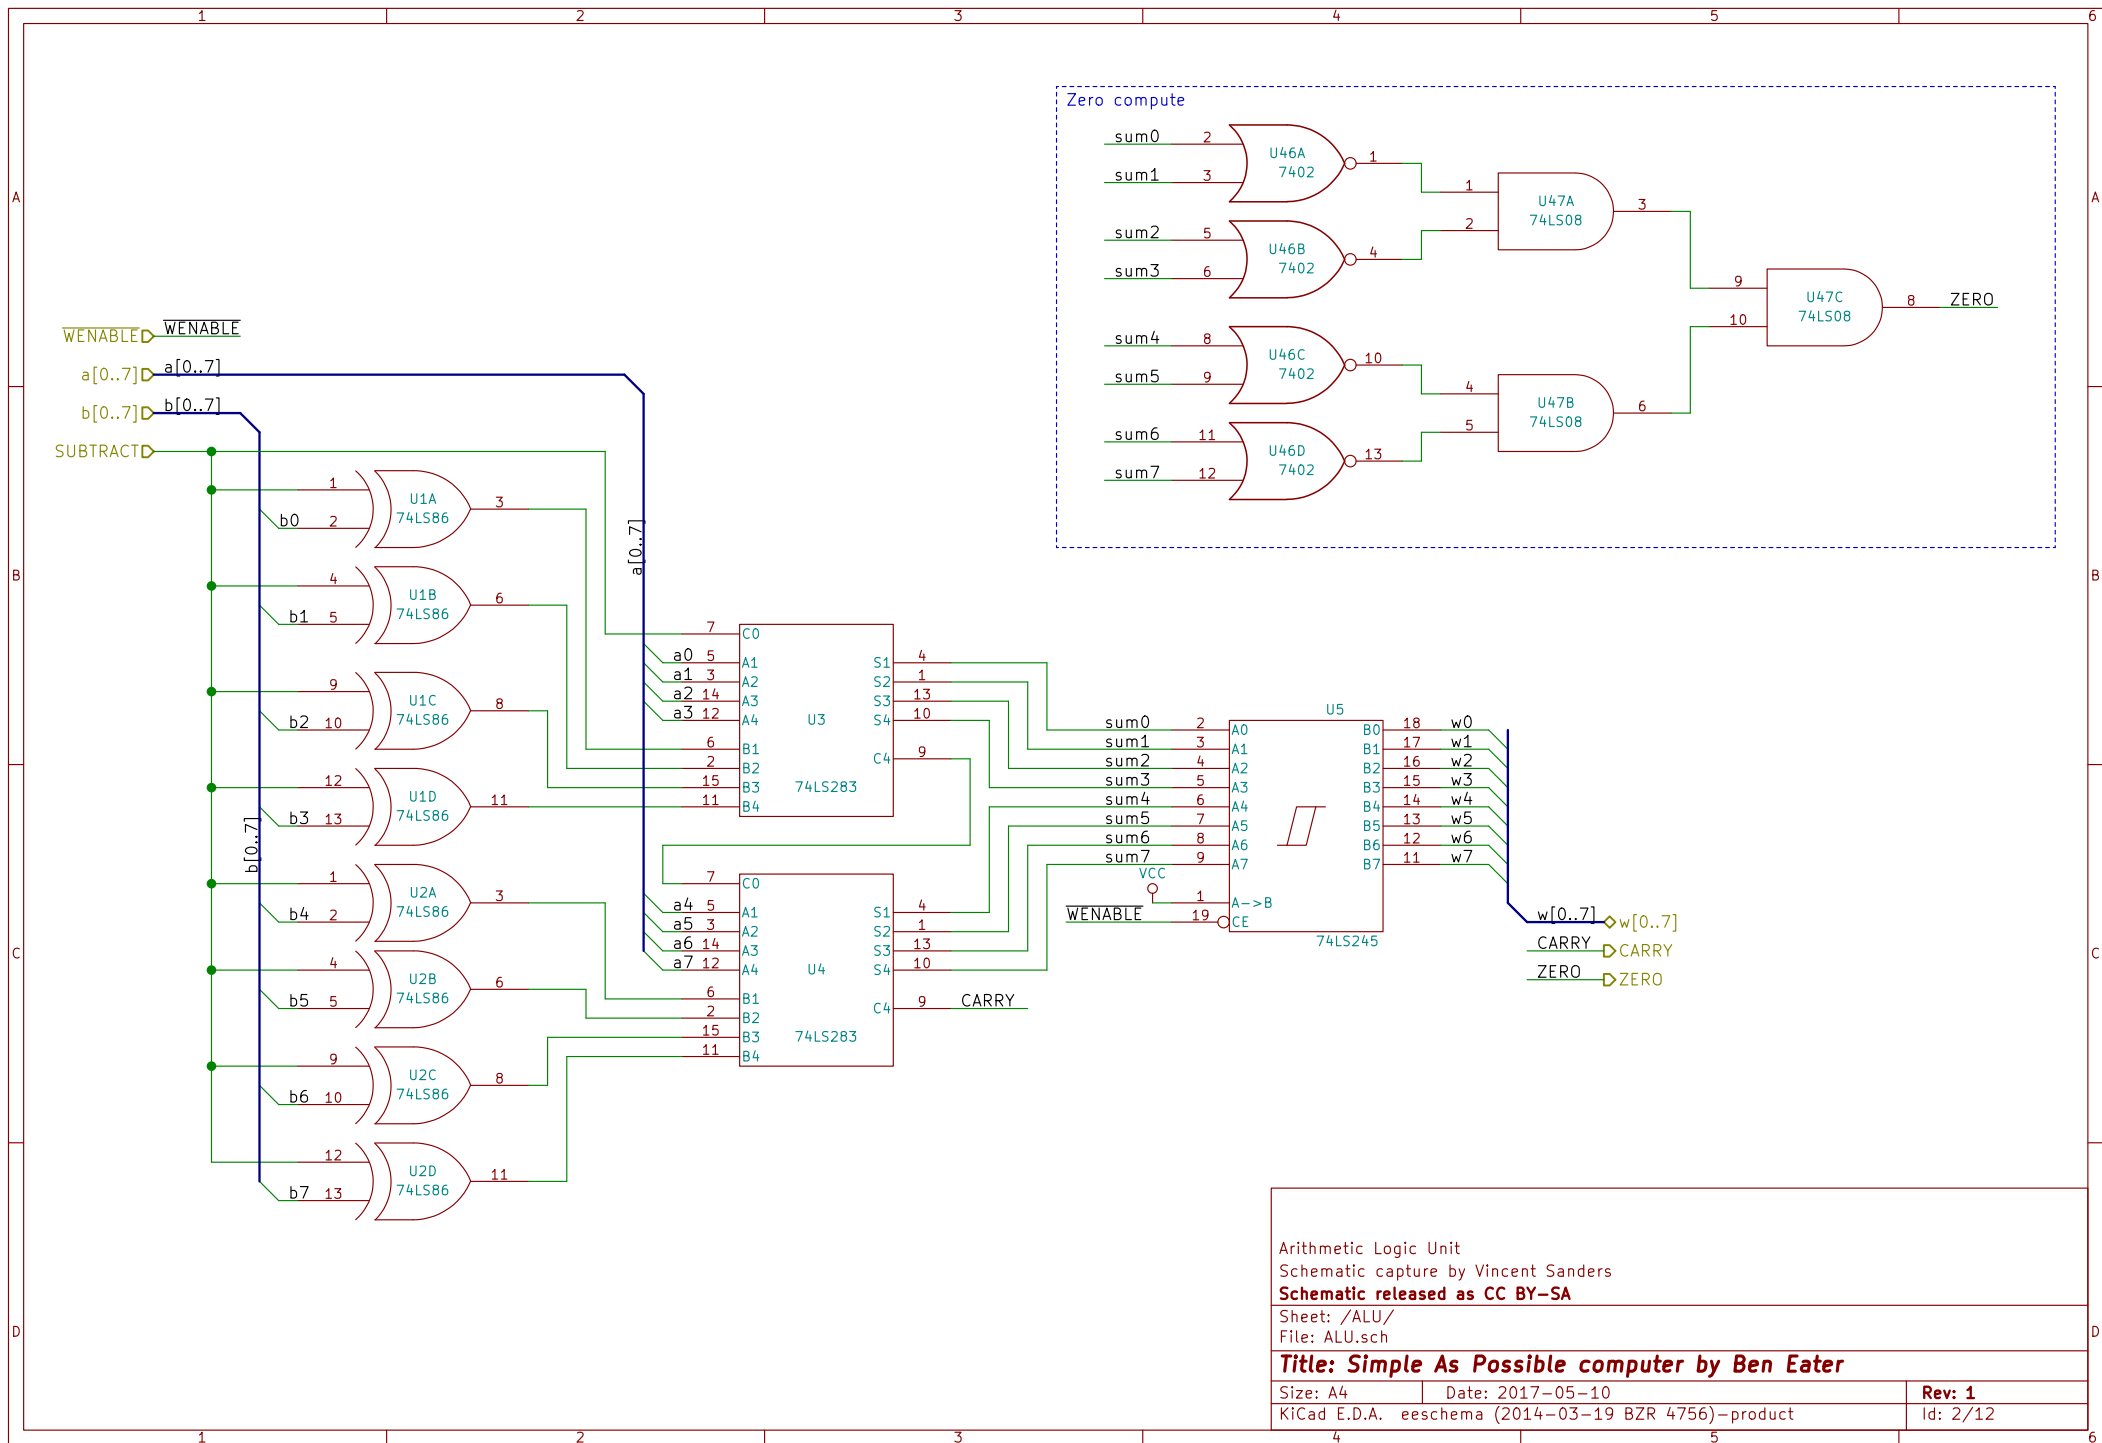 1 2 3 4 5 6
A
B
C
D
A
B
C
D
1 2 3 4 5 6
Zero compute
sum0 2
sum1 3
U46A
7402
1
sum2 5
sum3 6
U46B
7402
4
sum4 8
sum5 9
U46C
7402
10
sum6 11
sum7 12
U46D
7402
13
1
2
U47A
74LS08
3
4
5
U47B
74LS08
6
9
10
U47C
74LS08
8 ZERO
WENABLE WENABLE
a[0..7] a[0..7]
b[0..7] b[0..7]
SUBTRACT
1
b0 2
U1A
74LS86
3
4
b1 5
U1B
74LS86
6
9
b2 10
U1C
74LS86
8
12
b3 13
U1D
74LS86
11
b[0..7]
1
b4 2
U2A
74LS86
3
4
b5 5
U2B
74LS86
6
9
b6 10
U2C
74LS86
8
12
b7 13
U2D
74LS86
11
a[0..7]
7 C0
a0 5 A1 S1 4
a1 3 A2 S2 1
a2 14 A3 S3 13
a3 12 A4 U3 S4 10
6 B1
C4 9
2 B2
15 B3 74LS283
11 B4
7 C0
a4 5 A1 S1 4
a5 3 A2 S2 1
a6 14 A3 S3 13
a7 12 A4 U4 S4 10
6 B1
C4 9 CARRY
2 B2
15 B3 74LS283
11 B4
U5
sum0 2 A0 B0 18 w0
sum1 3 A1 B1 17 w1
sum2 4 A2 B2 16 w2
sum3 5 A3 B3 15 w3
sum4 6 A4 B4 14 w4
sum5 7 A5 B5 13 w5
sum6 8 A6 B6 12 w6
sum7 9 A7 B7 11 w7
VCC
1 A->B
WENABLE 19 CE
74LS245
w[0..7] w[0..7]
CARRY CARRY
ZERO ZERO
Arithmetic Logic Unit
Schematic capture by Vincent Sanders
Schematic released as CC BY-SA
Sheet: /ALU/
File: ALU.sch
Title: Simple As Possible computer by Ben Eater
Size: A4 Date: 2017-05-10 Rev: 1
KiCad E.D.A. eeschema (2014-03-19 BZR 4756)-product Id: 2/12